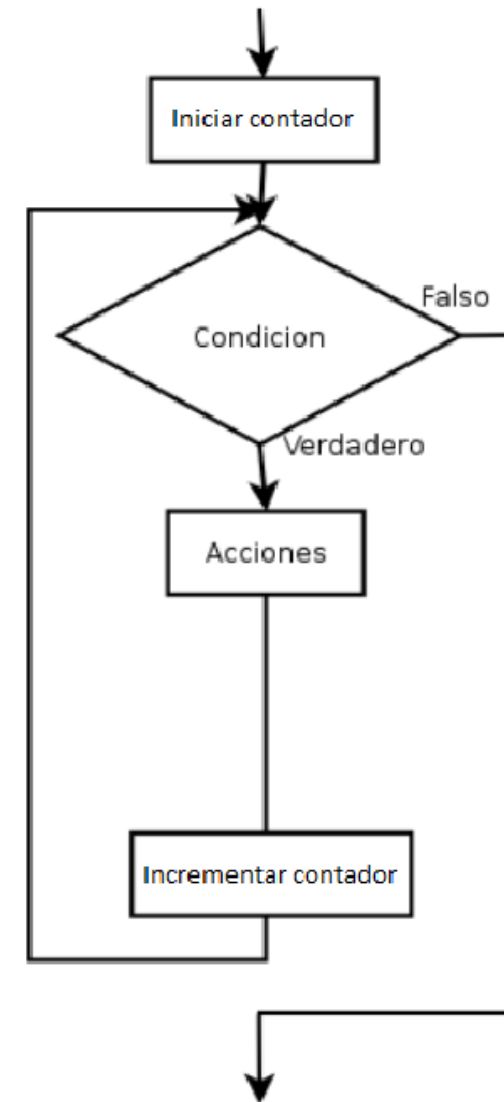 Iniciar contador
Falso
Condicion
Verdadero
Acciones
Incrementar contador